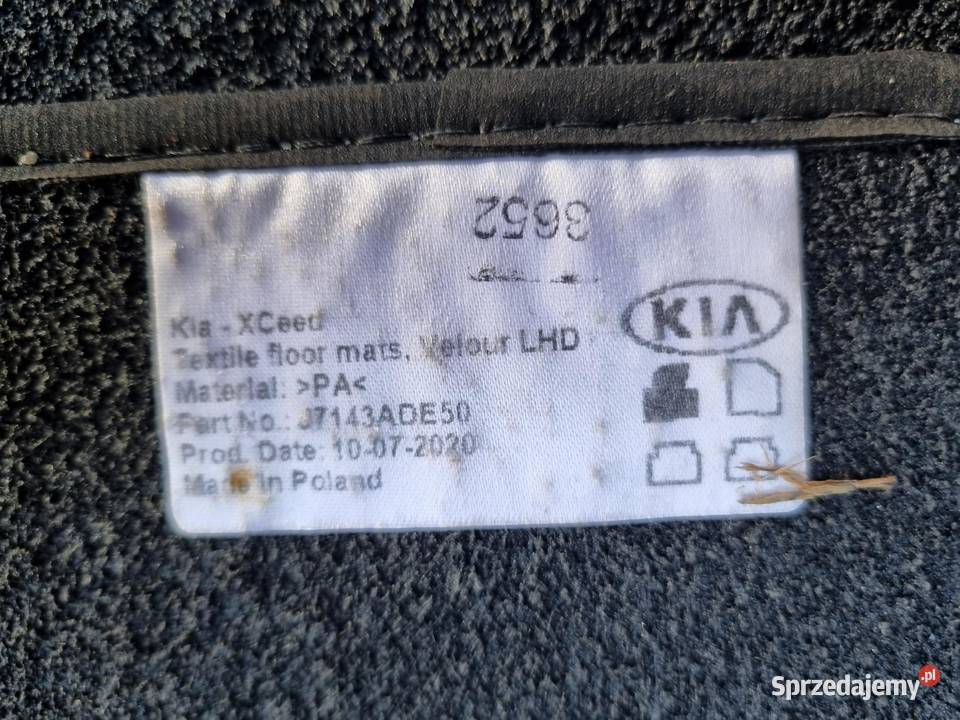 3652
KIA
Kia - XCeed
Textile floor mats, Velour LHD
Material: >PA<
Part No.: J7143ADE50
Prod. Date: 10-07-2020
Made in Poland
Sprzedajemy.pl